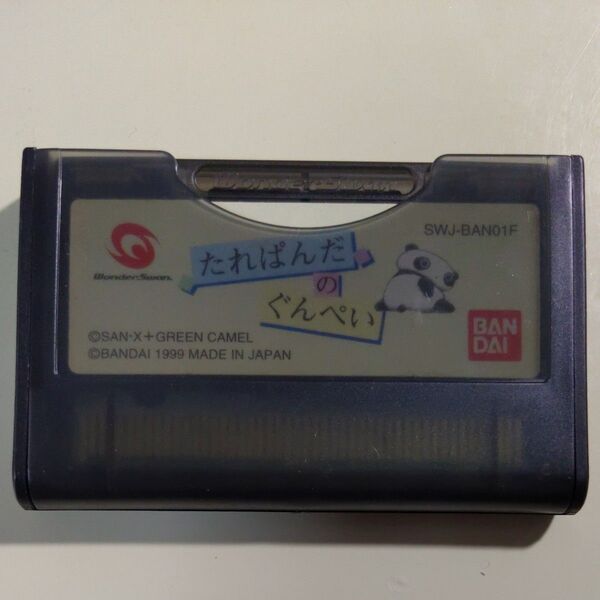 WonderSwan
SWJ-BAN01F
WonderSwan
たれぱんだ
の
ぐんぺい
©SAN-X+GREEN CAMEL
©BANDAI 1999 MADE IN JAPAN
BAN
DAI